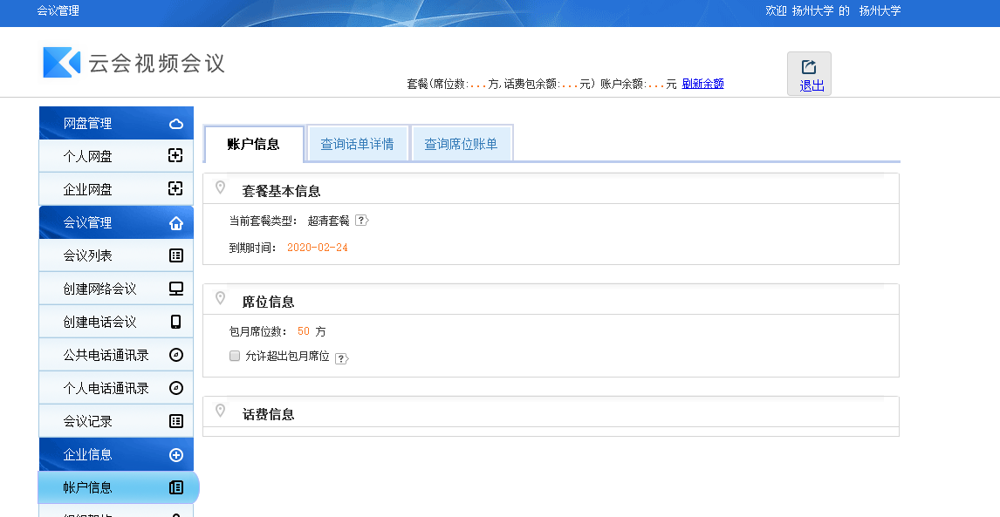 会议管理
欢迎 扬州大学 的 扬州大学
云会视频会议
套餐(席位数:...方,话费包余额:...元) 账户余额:...元 刷新余额
退出
网盘管理
个人网盘
企业网盘
会议管理
会议列表
创建网络会议
创建电话会议
公共电话通讯录
个人电话通讯录
会议记录
企业信息
帐户信息
账户信息 查询话单详情 查询席位账单
套餐基本信息
当前套餐类型: 超清套餐 ?
到期时间: 2020-02-24
席位信息
包月席位数: 50 方
允许超出包月席位 ?
话费信息